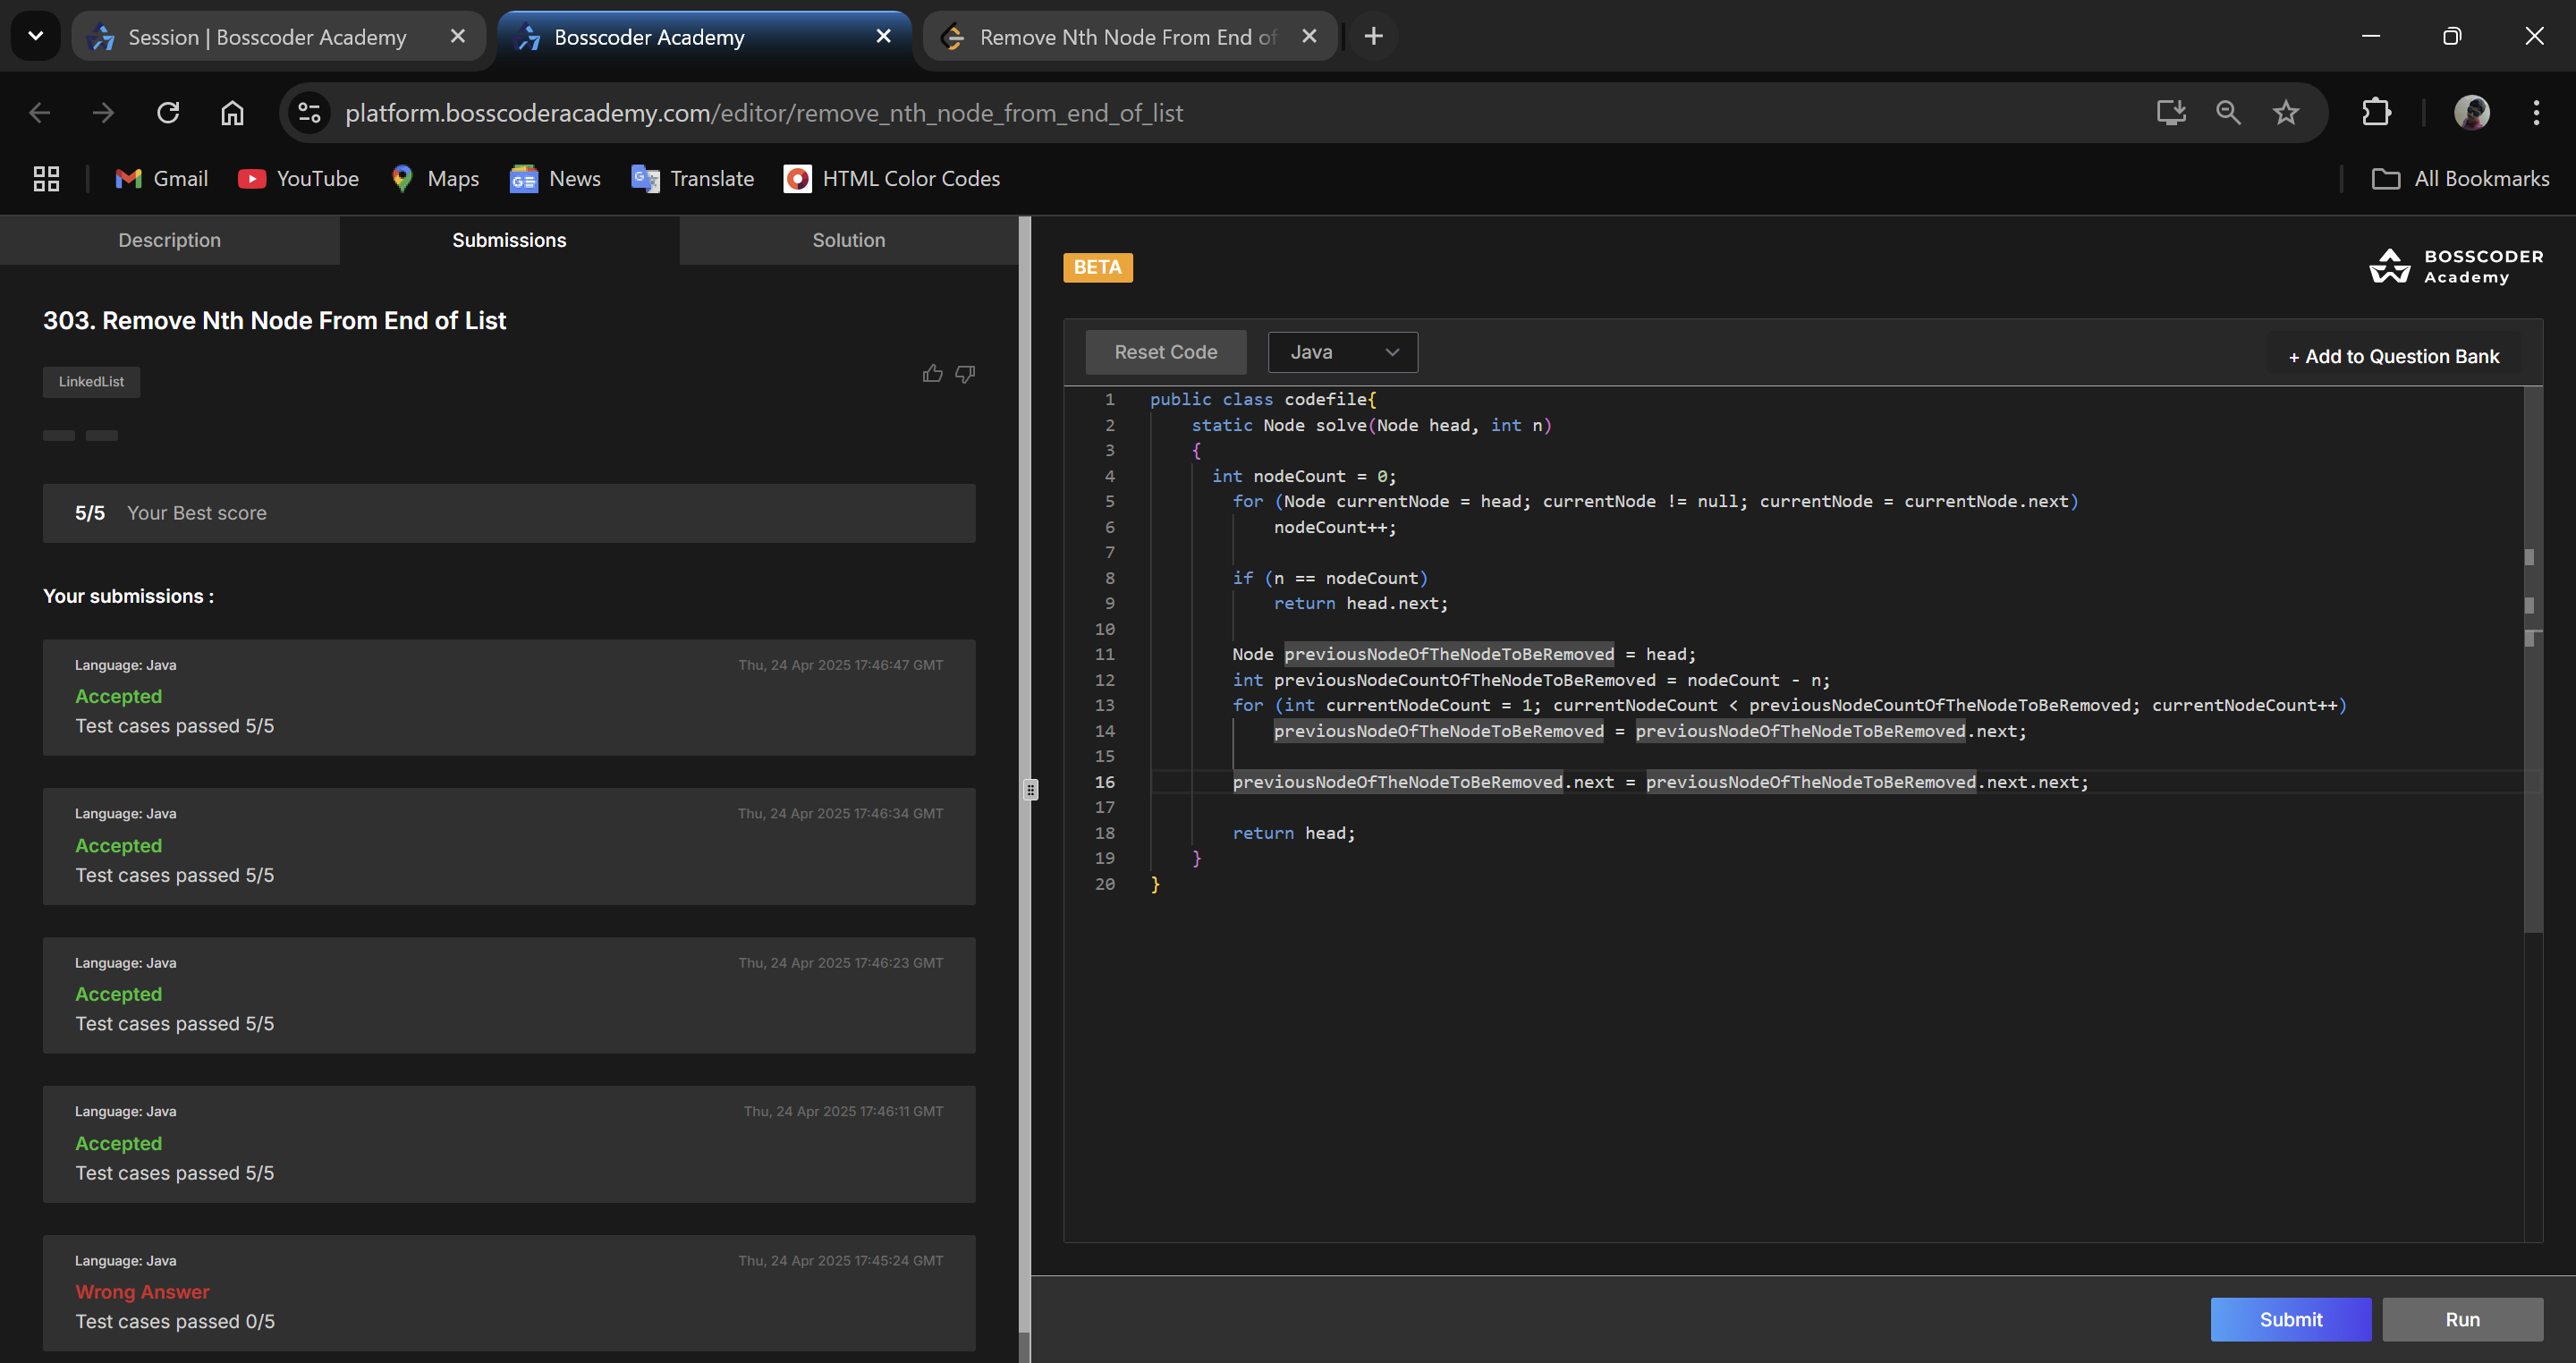 Session | Bosscoder Academy
Bosscoder Academy
Remove Nth Node From End of
platform.bosscoderacademy.com/editor/remove_nth_node_from_end_of_list
Gmail
YouTube
Maps
News
Translate
HTML Color Codes
All Bookmarks
Description
Submissions
Solution
303. Remove Nth Node From End of List
LinkedList
5/5 Your Best score
Your submissions :
Language: Java
Thu, 24 Apr 2025 17:46:47 GMT
Accepted
Test cases passed 5/5
Language: Java
Thu, 24 Apr 2025 17:46:34 GMT
Accepted
Test cases passed 5/5
Language: Java
Thu, 24 Apr 2025 17:46:23 GMT
Accepted
Test cases passed 5/5
Language: Java
Thu, 24 Apr 2025 17:46:11 GMT
Accepted
Test cases passed 5/5
Language: Java
Thu, 24 Apr 2025 17:45:24 GMT
Wrong Answer
Test cases passed 0/5
BETA
BOSSCODER
Academy
Reset Code
Java
+ Add to Question Bank
1 public class codefile{
2 static Node solve(Node head, int n)
3 {
4 int nodeCount = 0;
5 for (Node currentNode = head; currentNode != null; currentNode = currentNode.next)
6 nodeCount++;
7
8 if (n == nodeCount)
9 return head.next;
10
11 Node previousNodeOfTheNodeToBeRemoved = head;
12 int previousNodeCountOfTheNodeToBeRemoved = nodeCount - n;
13 for (int currentNodeCount = 1; currentNodeCount < previousNodeCountOfTheNodeToBeRemoved; currentNodeCount++)
14 previousNodeOfTheNodeToBeRemoved = previousNodeOfTheNodeToBeRemoved.next;
15
16 previousNodeOfTheNodeToBeRemoved.next = previousNodeOfTheNodeToBeRemoved.next.next;
17
18 return head;
19 }
20 }
Submit
Run